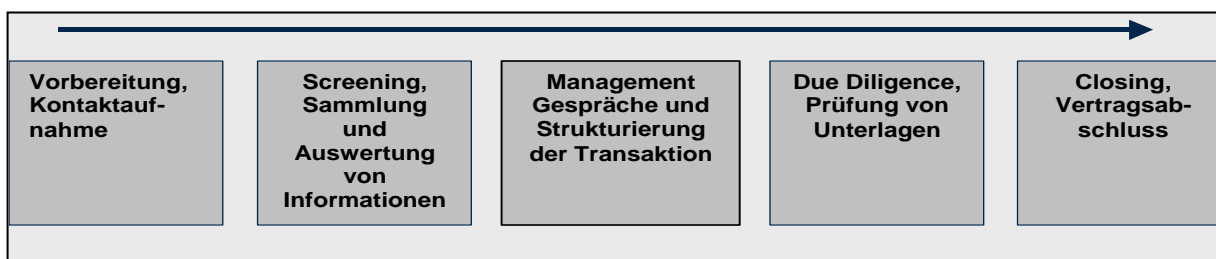 Vorbereitung,
Kontaktauf-
nahme
Screening,
Sammlung
und
Auswertung
von
Informationen
Management
Gespräche und
Strukturierung
der Transaktion
Due Diligence,
Prüfung von
Unterlagen
Closing,
Vertragsab-
schluss